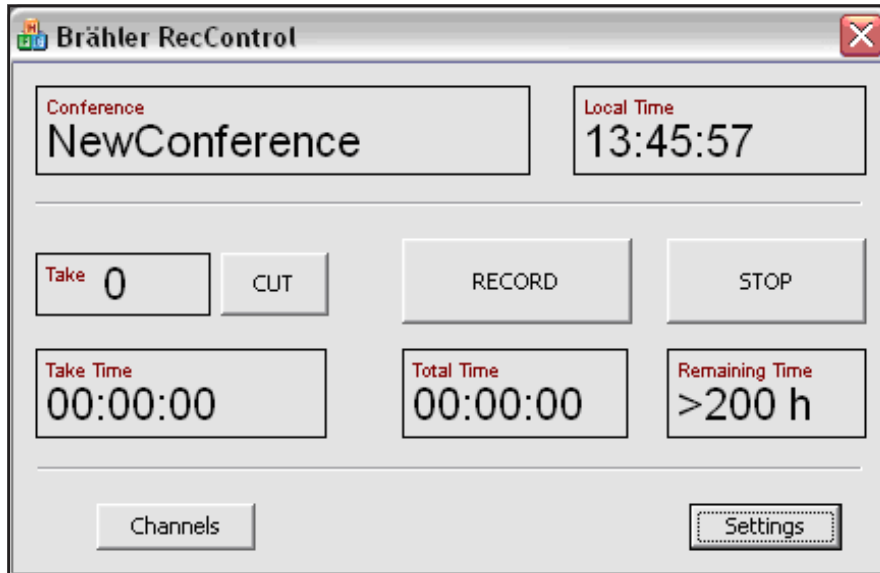 Brähler RecControl
Conference
NewConference
Local Time
13:45:57
Take 0
CUT
RECORD
STOP
Take Time
00:00:00
Total Time
00:00:00
Remaining Time
>200 h
Channels
Settings